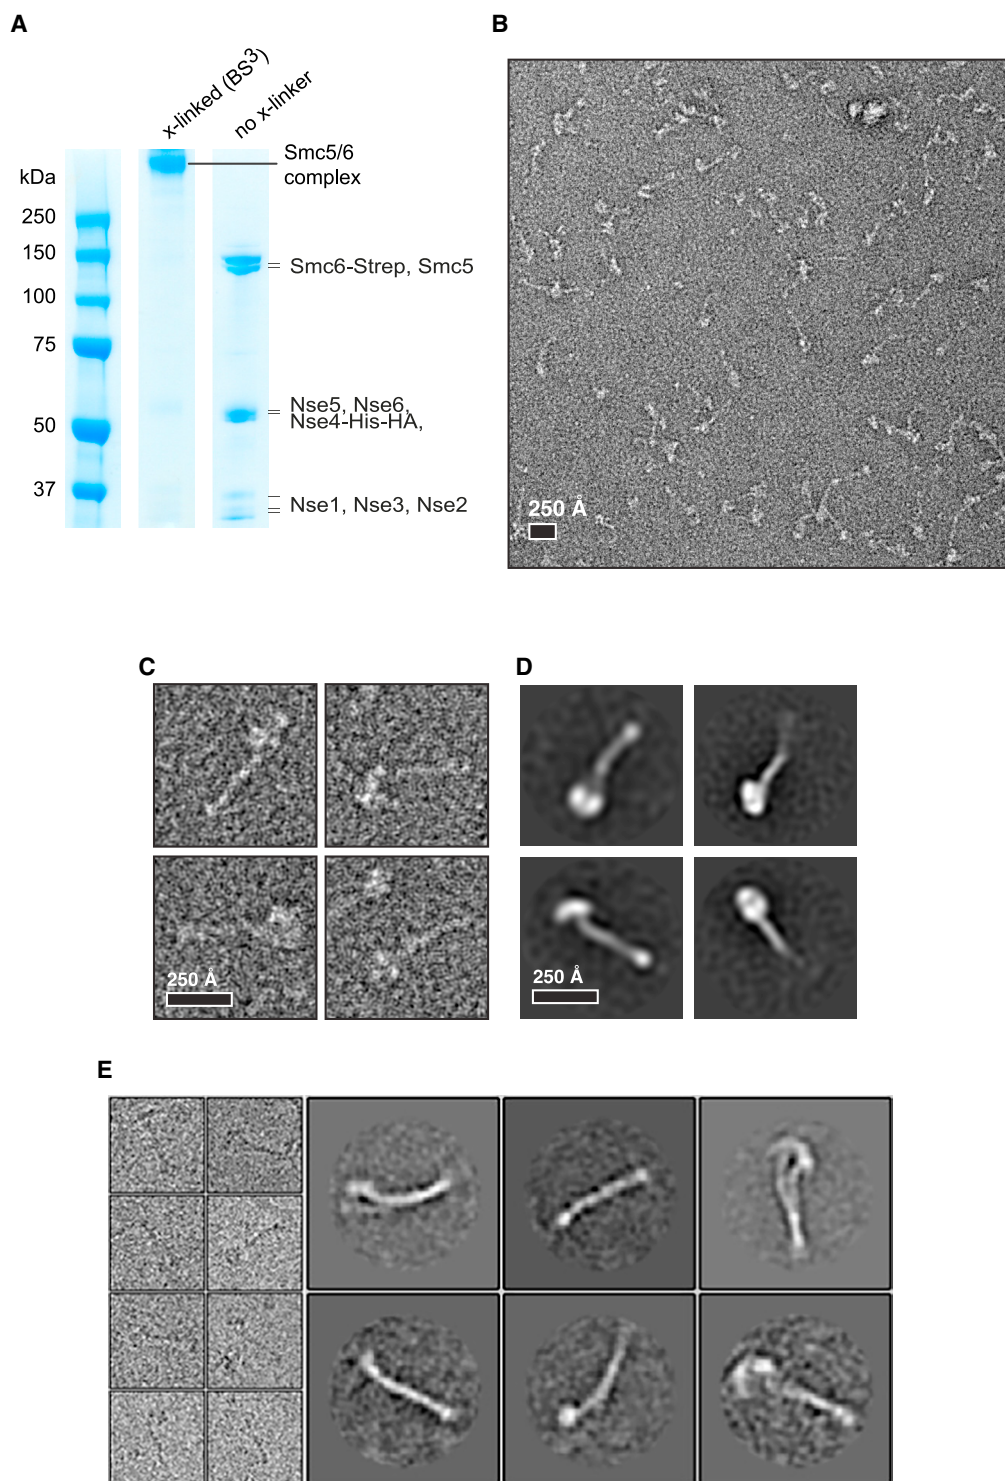 A
B
x-linked (BS3)
no x-linker
kDa
Smc5/6
complex
250
150
Smc6-Strep, Smc5
100
75
Nse5, Nse6,
Nse4-His-HA,
50
37
Nse1, Nse3, Nse2
250 Å
C
D
250 Å
250 Å
E